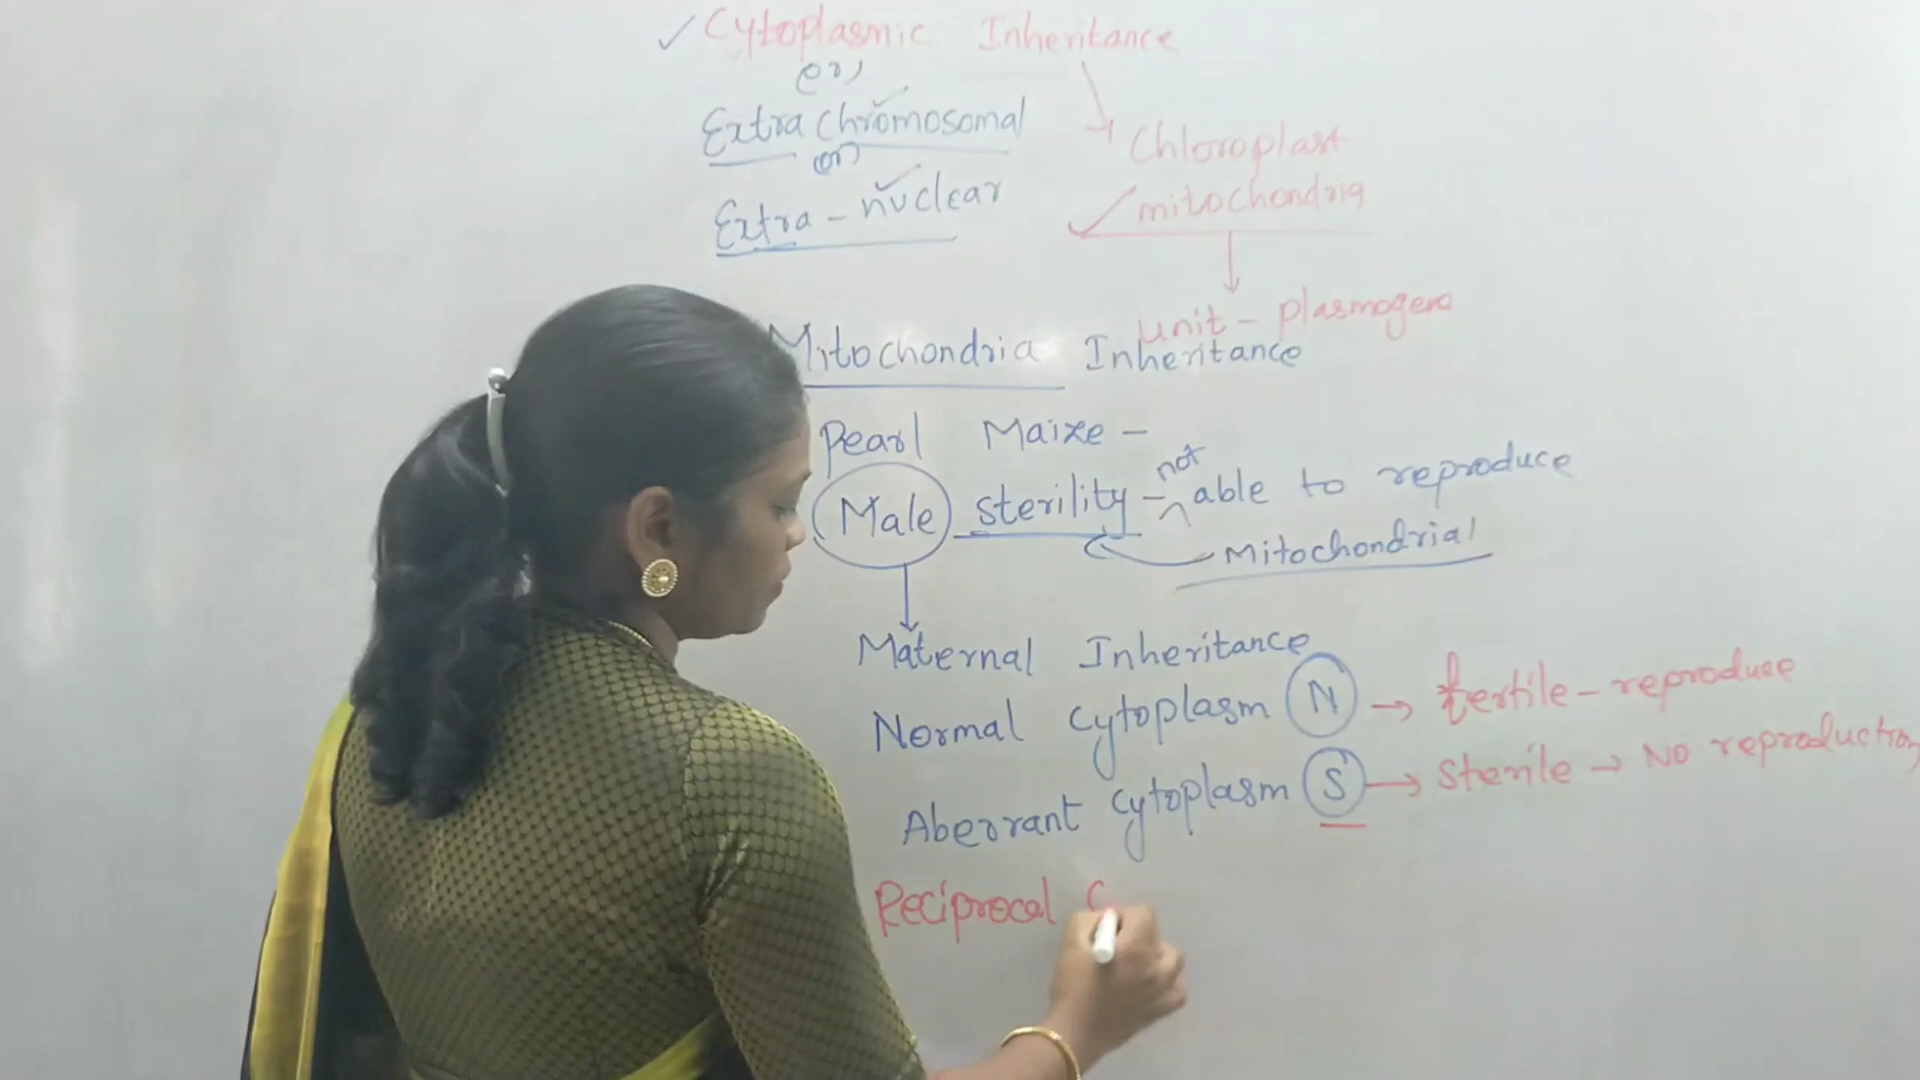 ✓ Cytoplasmic Inheritance
(or)
Extra chromosomal
(or)
Extra - nuclear
→ Chloroplast
✓ mitochondria
↓
unit - plasmogene
Mitochondria Inheritance
Pearl Maize -
Male sterility - not able to reproduce
Mitochondrial
Maternal Inheritance
Normal cytoplasm N → fertile - reproduce
Aberrant cytoplasm S → Sterile → No reproduction
Reciprocal C